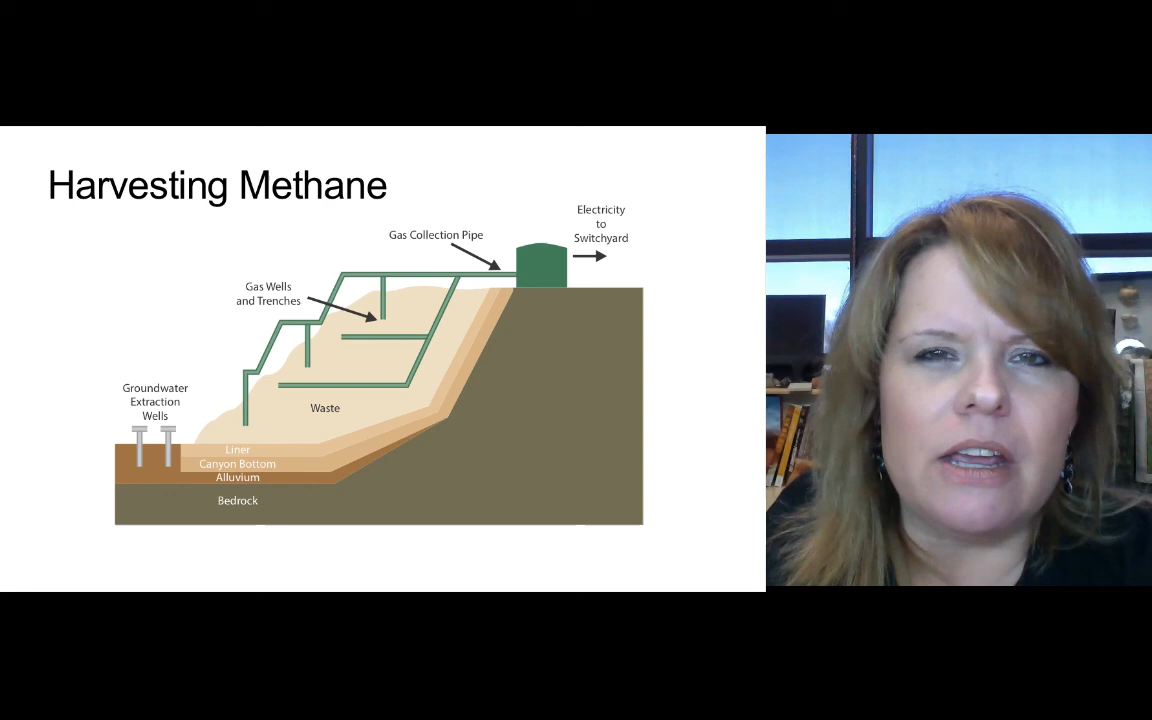 Harvesting Methane
Electricity
to
Switchyard
Gas Collection Pipe
Gas Wells
and Trenches
Groundwater
Extraction
Wells
Waste
Liner
Canyon Bottom
Alluvium
Bedrock